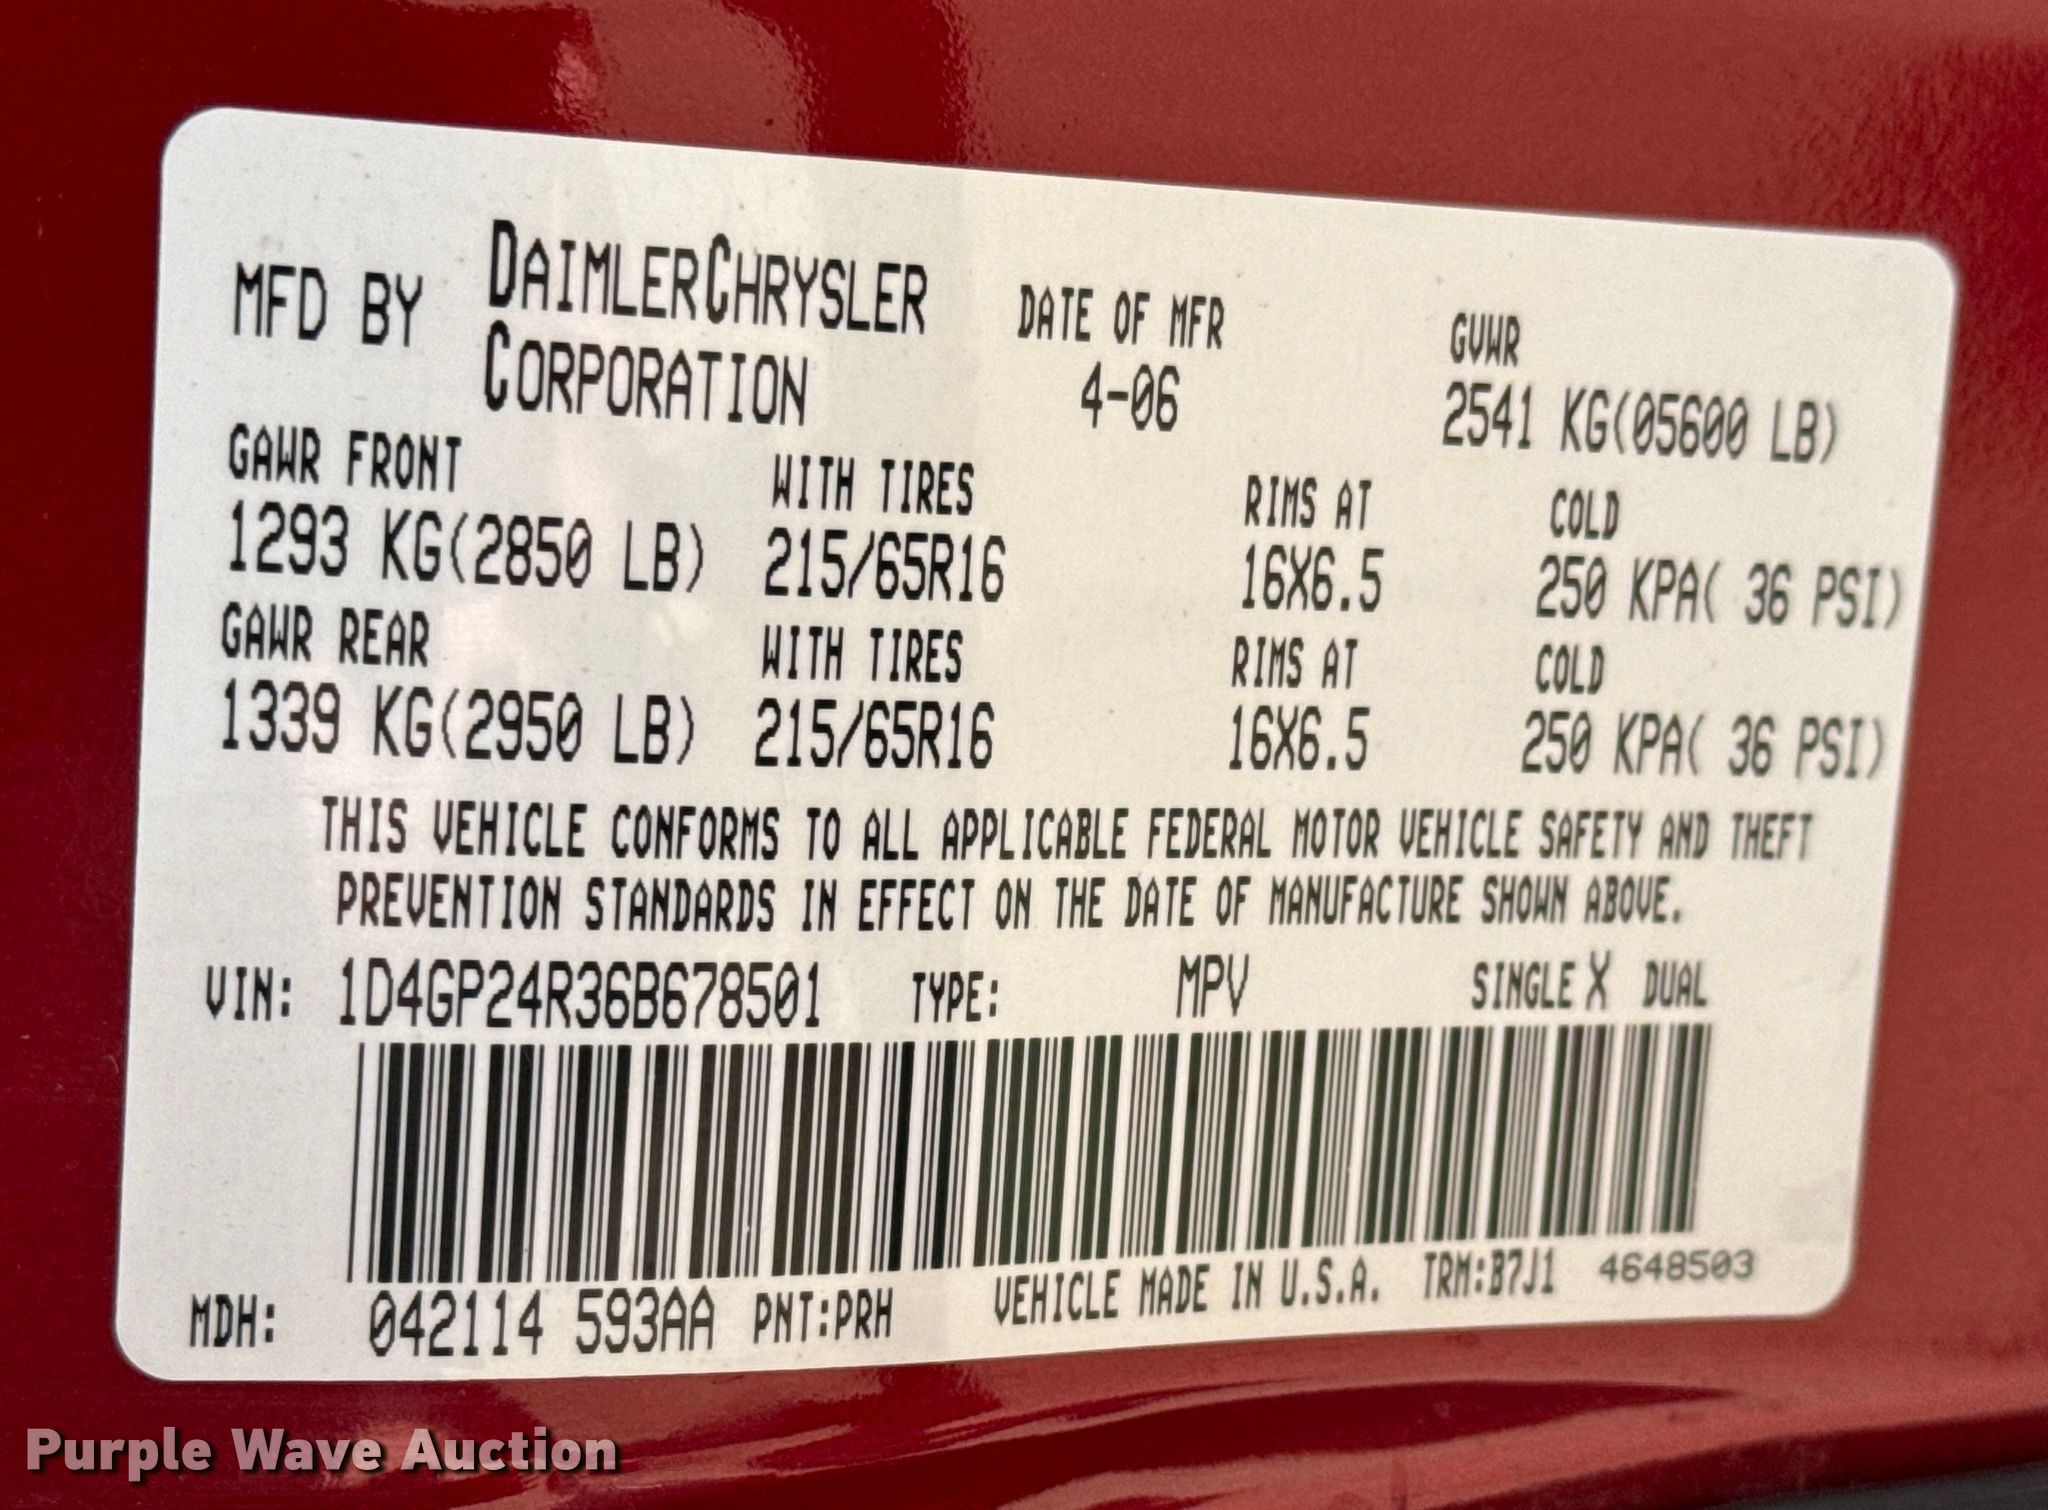 MFD BY DAIMLERCHRYSLER CORPORATION
DATE OF MFR
4-06
GVWR
2541 KG(05600 LB)
GAWR FRONT WITH TIRES RIMS AT COLD
1293 KG(2850 LB) 215/65R16 16X6.5 250 KPA( 36 PSI)
GAWR REAR WITH TIRES RIMS AT COLD
1339 KG(2950 LB) 215/65R16 16X6.5 250 KPA( 36 PSI)
THIS VEHICLE CONFORMS TO ALL APPLICABLE FEDERAL MOTOR VEHICLE SAFETY AND THEFT
PREVENTION STANDARDS IN EFFECT ON THE DATE OF MANUFACTURE SHOWN ABOVE.
VIN: 1D4GP24R36B678501 TYPE: MPV SINGLE X DUAL
MDH: 042114 593AA PNT:PRH VEHICLE MADE IN U.S.A. TRM:B7J1 4648503
Purple Wave Auction